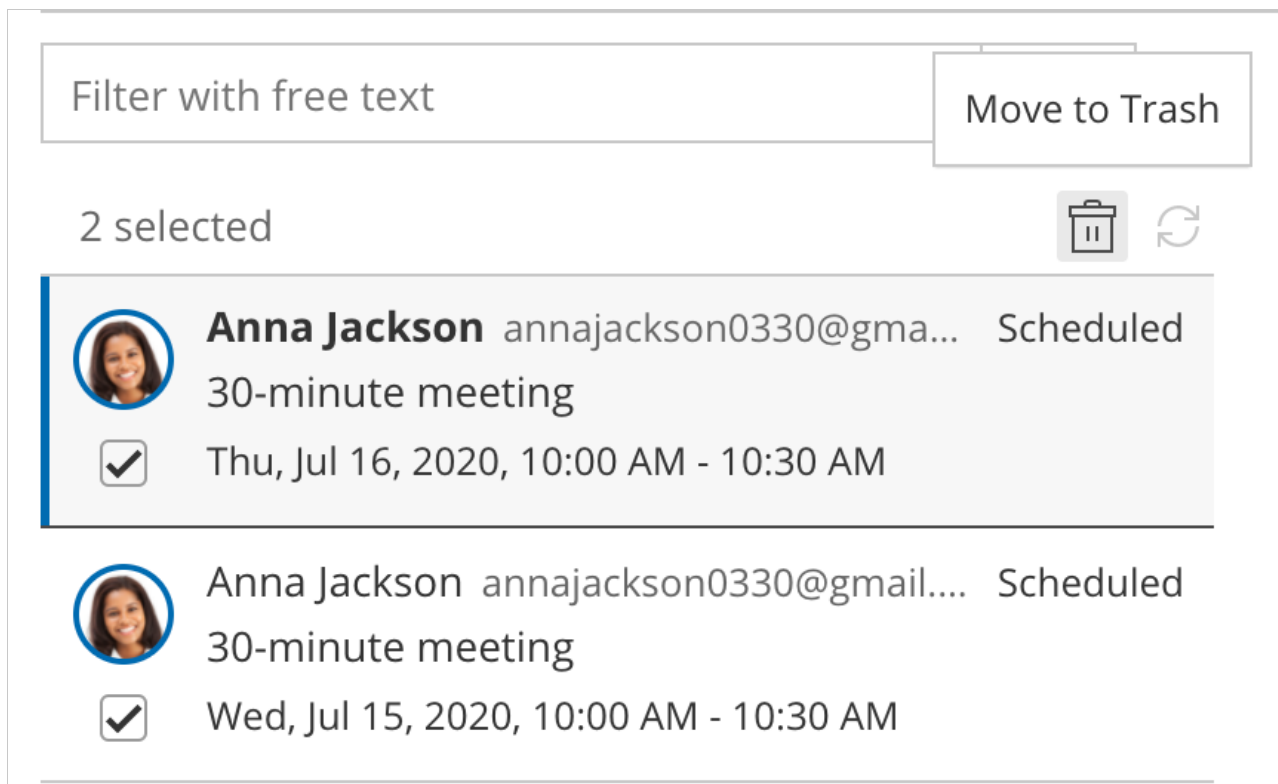 Filter with free text
Move to Trash
2 selected
Anna Jackson annajackson0330@gma... Scheduled
30-minute meeting
Thu, Jul 16, 2020, 10:00 AM - 10:30 AM
Anna Jackson annajackson0330@gmail.... Scheduled
30-minute meeting
Wed, Jul 15, 2020, 10:00 AM - 10:30 AM